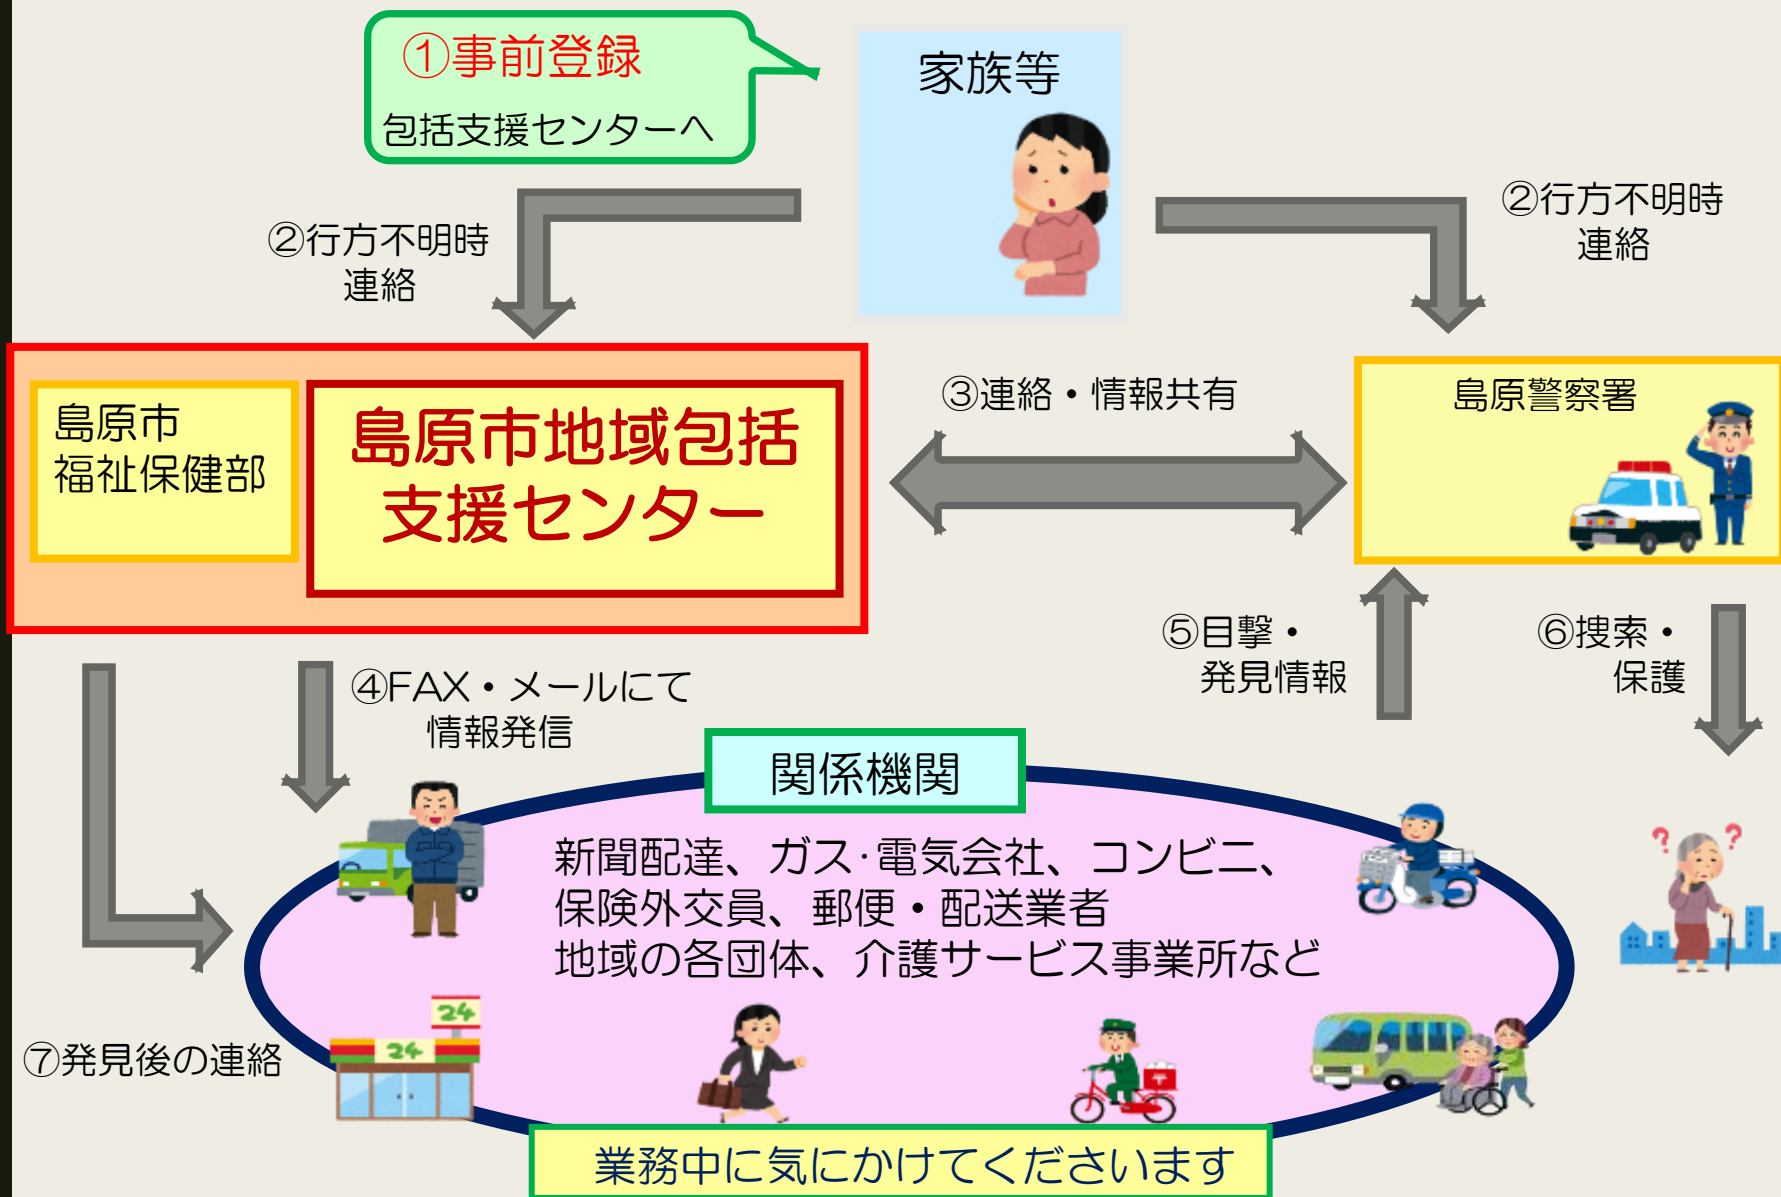 ①事前登録
包括支援センターへ
家族等
②行方不明時
連絡
②行方不明時
連絡
島原市
福祉保健部
島原市地域包括
支援センター
③連絡・情報共有
島原警察署
④FAX・メールにて
情報発信
⑤目撃・
発見情報
⑥捜索・
保護
関係機関
新聞配達、ガス・電気会社、コンビニ、
保険外交員、郵便・配送業者
地域の各団体、介護サービス事業所など
? ?
24
24
〒
⑦発見後の連絡
業務中に気にかけてくださいます